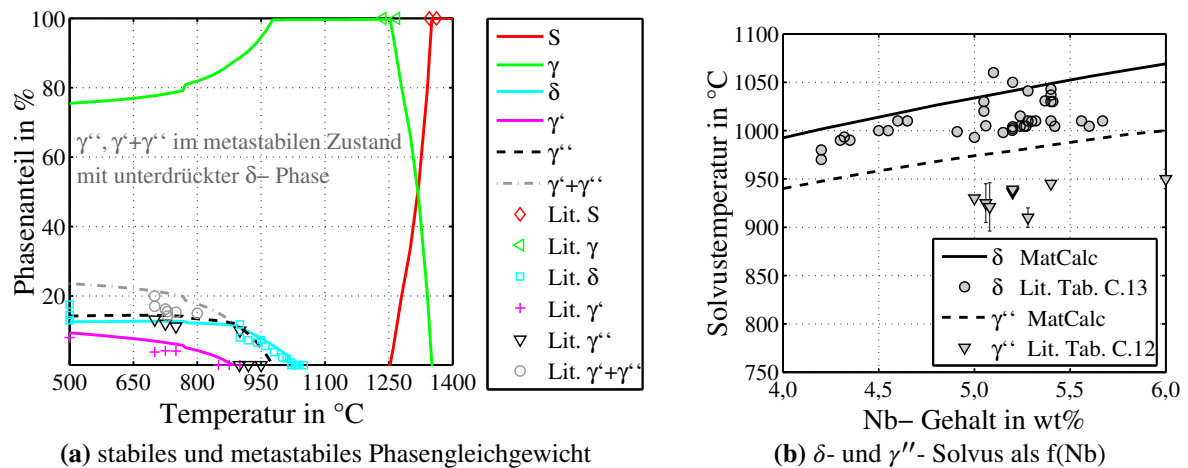 100
80
60
40
20
500
650
800
950
1100
1250
1400
Phasenanteil in %
Temperatur in °C
γ‘‘, γ‘+γ‘‘ im metastabilen Zustand
mit unterdrückter δ− Phase
S
γ
δ
γ‘
γ‘‘
γ‘+γ‘‘
Lit. S
Lit. γ
Lit. δ
Lit. γ‘
Lit. γ‘‘
Lit. γ‘+γ‘‘
(a) stabiles und metastabiles Phasengleichgewicht
1100
1050
1000
950
900
850
800
750
4,0
4,5
5,0
5,5
6,0
Solvustemperatur in °C
Nb− Gehalt in wt%
δ MatCalc
δ Lit. Tab. C.13
γ‘‘ MatCalc
γ‘‘ Lit. Tab. C.12
(b) δ- und γ′′- Solvus als f(Nb)